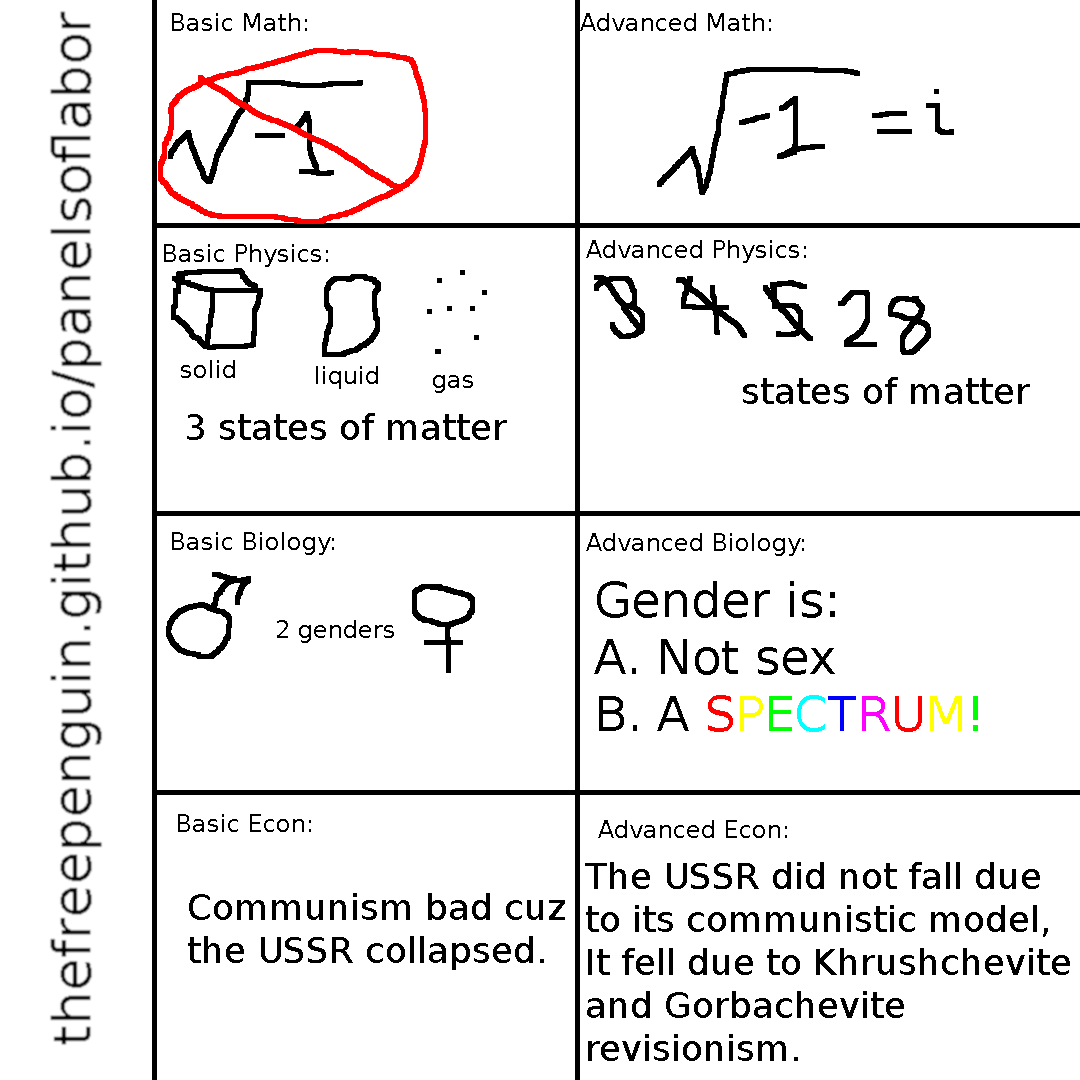 thefreepenguin.github.io/panelsoflabor
Basic Math:
√-1
Advanced Math:
√-1 = i
Basic Physics:
solid
liquid
gas
3 states of matter
Advanced Physics:
3 4 5 28
states of matter
Basic Biology:
2 genders
Advanced Biology:
Gender is:
A. Not sex
B. A SPECTRUM!
Basic Econ:
Communism bad cuz
the USSR collapsed.
Advanced Econ:
The USSR did not fall due
to its communistic model,
It fell due to Khrushchevite
and Gorbachevite
revisionism.